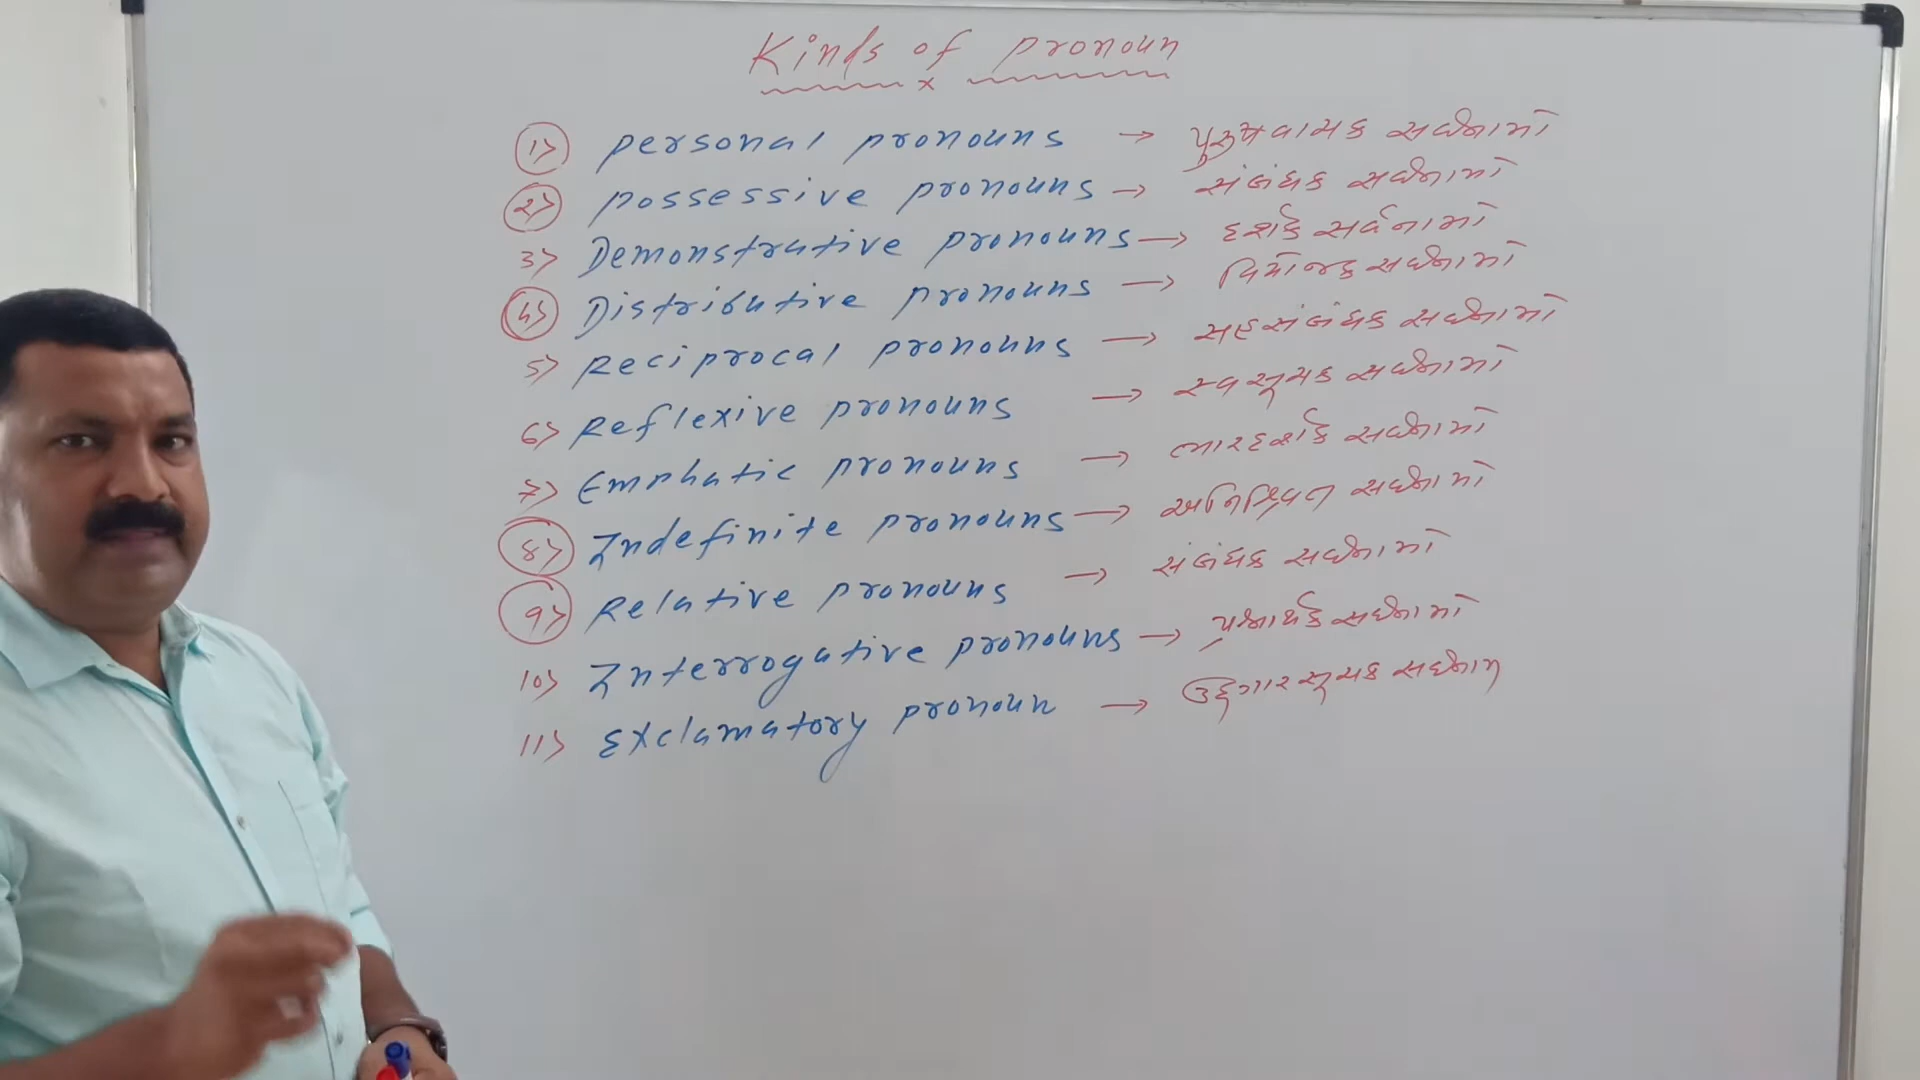 Kinds of pronoun
x
1> personal pronouns → પુરુષવાચક સર્વનામો
૨> possessive pronouns → સંબંધક સર્વનામો
3> Demonstrative pronouns → દર્શક સર્વનામો
૪> Distributive pronouns → વિભાજક સર્વનામો
5> Reciprocal pronouns → સહસંબંધક સર્વનામો
6> Reflexive pronouns → સ્વસૂચક સર્વનામો
7> Emphatic pronouns → ભારદર્શક સર્વનામો
8> Indefinite pronouns → અનિશ્ચિત સર્વનામો
9> Relative pronouns → સંબંધક સર્વનામો
10> Interrogative pronouns → પ્રશ્નાર્થક સર્વનામો
11> Exclamatory pronoun → ઉદ્ગારસૂચક સર્વનામ